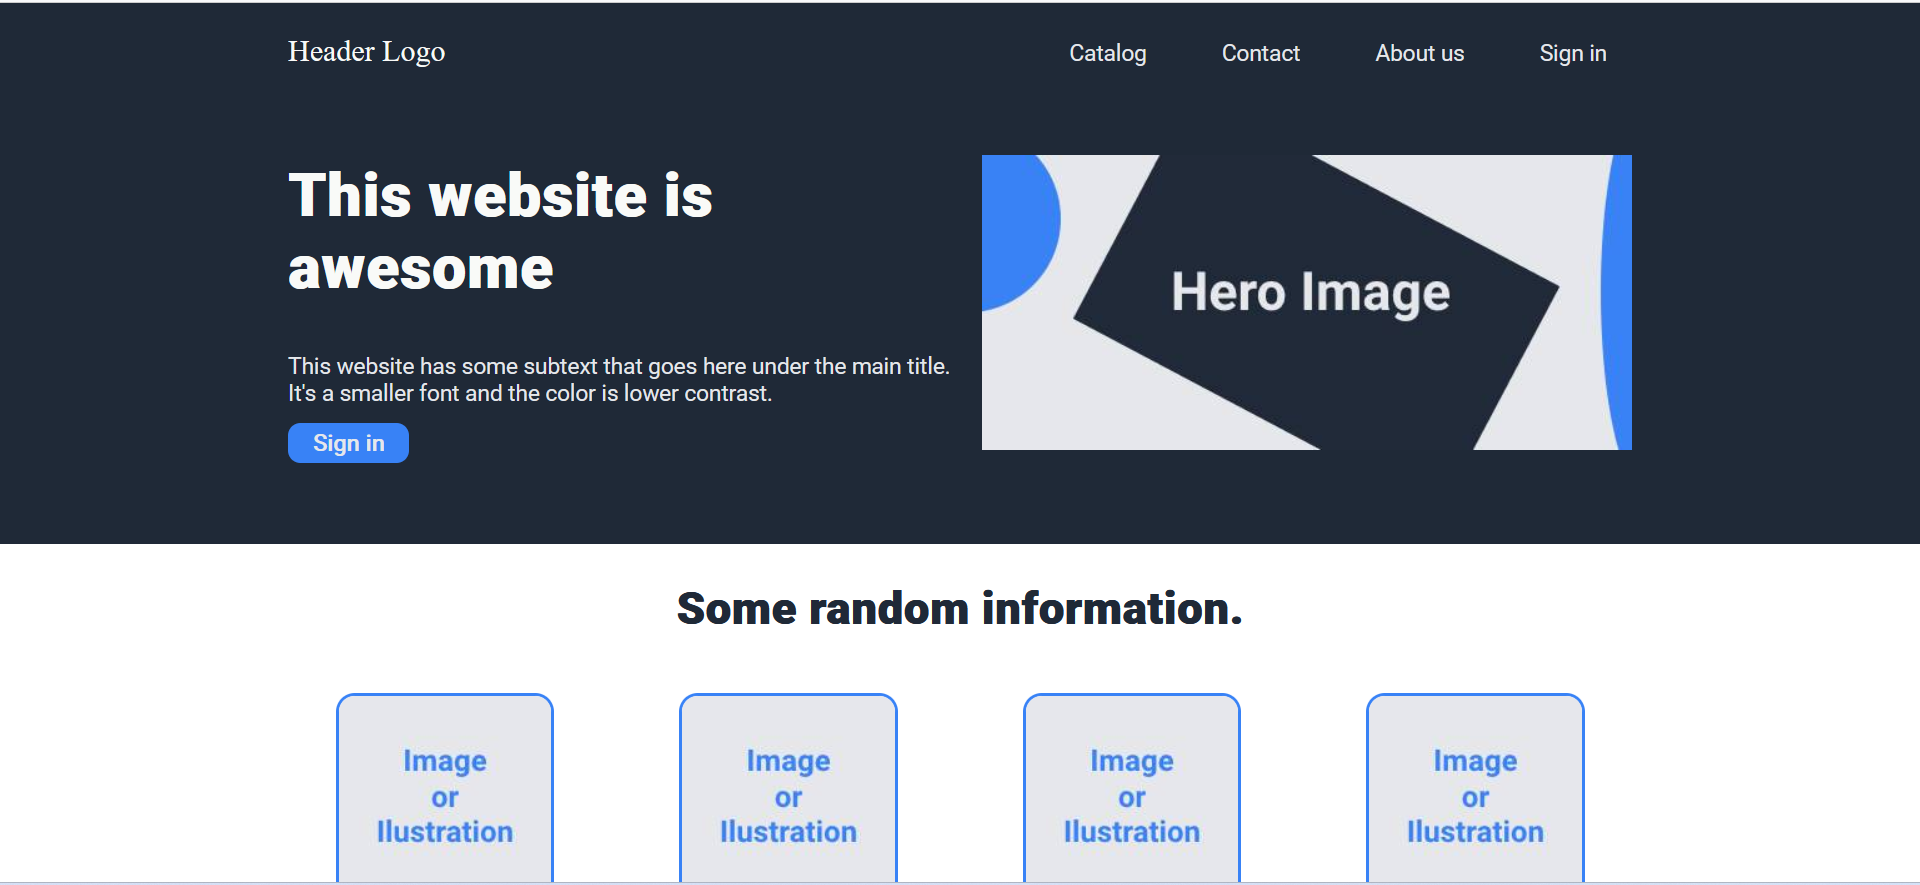 Header Logo
Catalog Contact About us Sign in
This website is
awesome
This website has some subtext that goes here under the main title.
It's a smaller font and the color is lower contrast.
Sign in
Hero Image
Some random information.
Image
or
Ilustration
Image
or
Ilustration
Image
or
Ilustration
Image
or
Ilustration